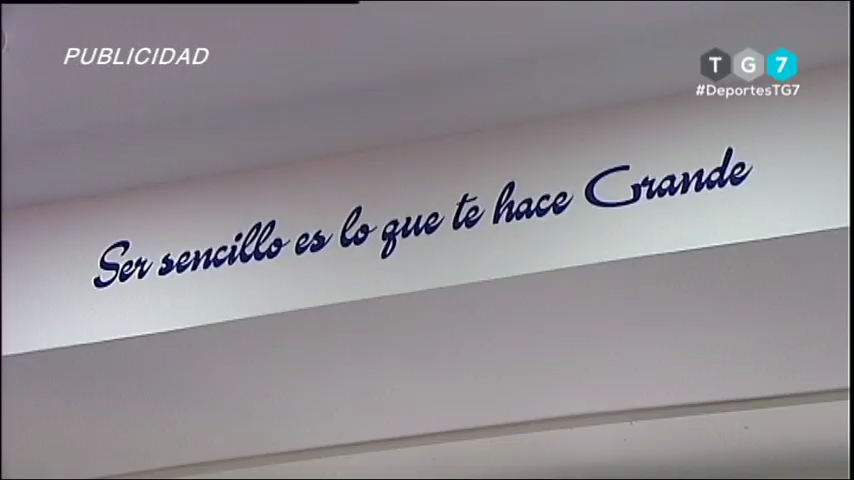 PUBLICIDAD
TG7
#DeportesTG7
Ser sencillo es lo que te hace Grande